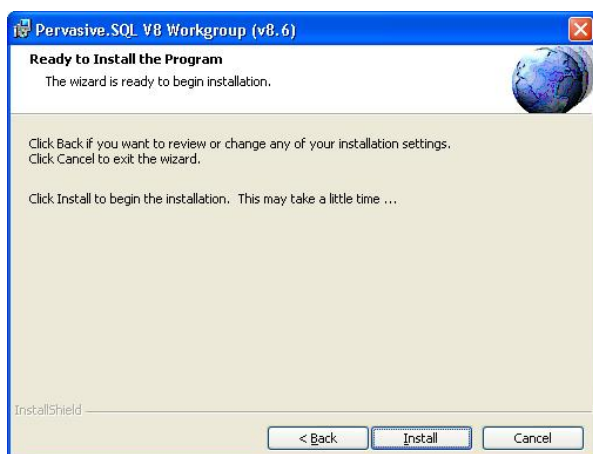 Pervasive.SQL V8 Workgroup (v8.6)
Ready to Install the Program
The wizard is ready to begin installation.
Click Back if you want to review or change any of your installation settings.
Click Cancel to exit the wizard.
Click Install to begin the installation.  This may take a little time ...
InstallShield
< Back
Install
Cancel